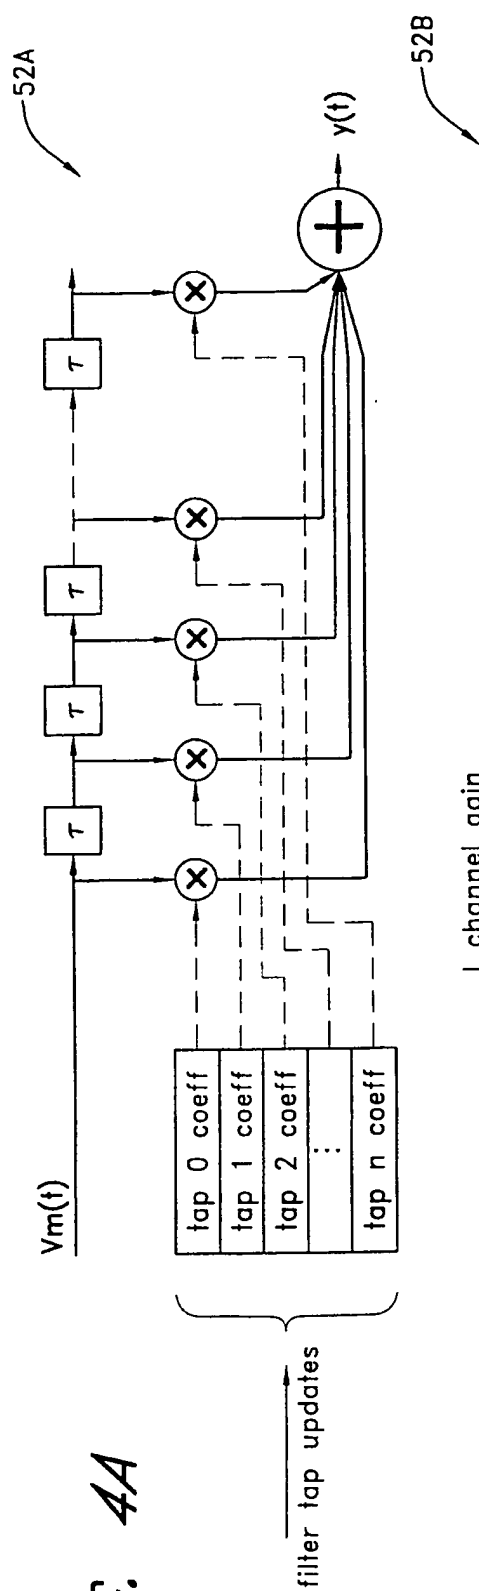 52A
52B
τ
τ
τ
τ
Vm(t)
y(t)
tap 0 coeff
tap 1 coeff
tap 2 coeff
...
tap n coeff
filter tap updates
4A
I channel gain